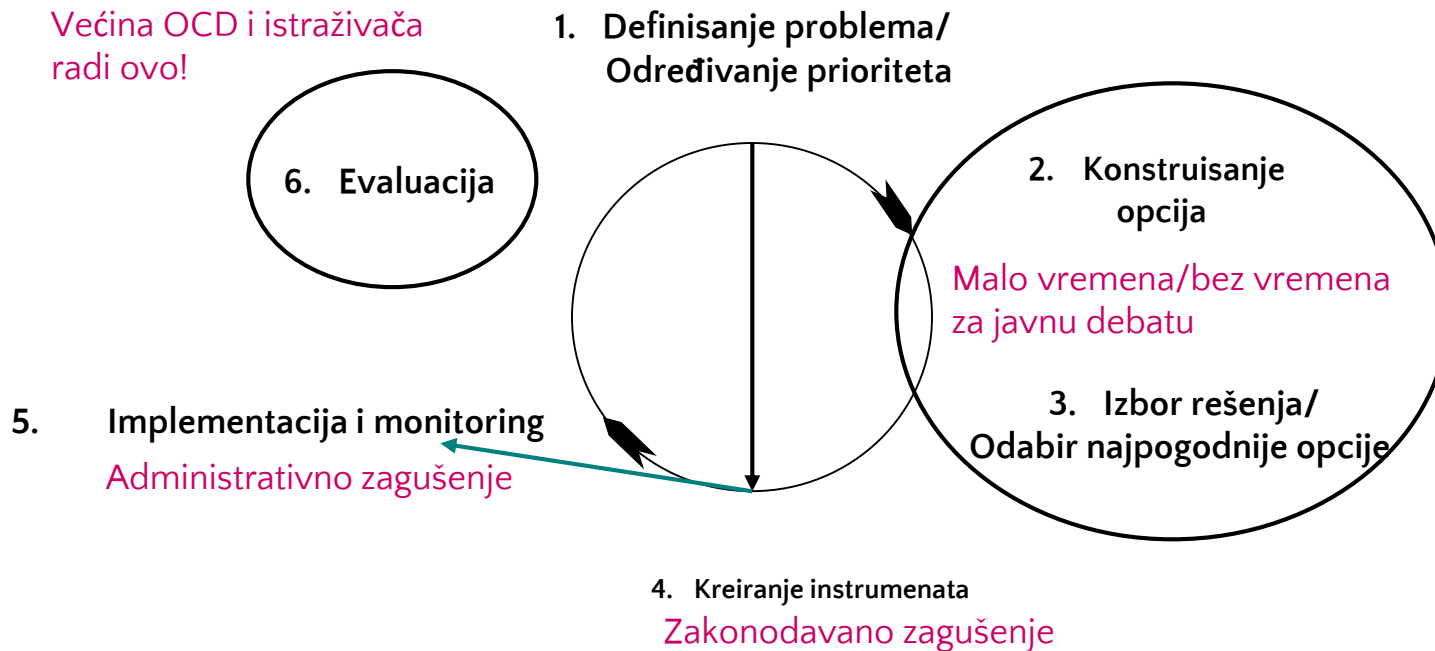 Većina OCD i istraživača
radi ovo!
1. Definisanje problema/
Određivanje prioriteta
6. Evaluacija
2. Konstruisanje
opcija
Malo vremena/bez vremena
za javnu debatu
3. Izbor rešenja/
Odabir najpogodnije opcije
5. Implementacija i monitoring
Administrativno zagušenje
4. Kreiranje instrumenata
Zakonodavano zagušenje